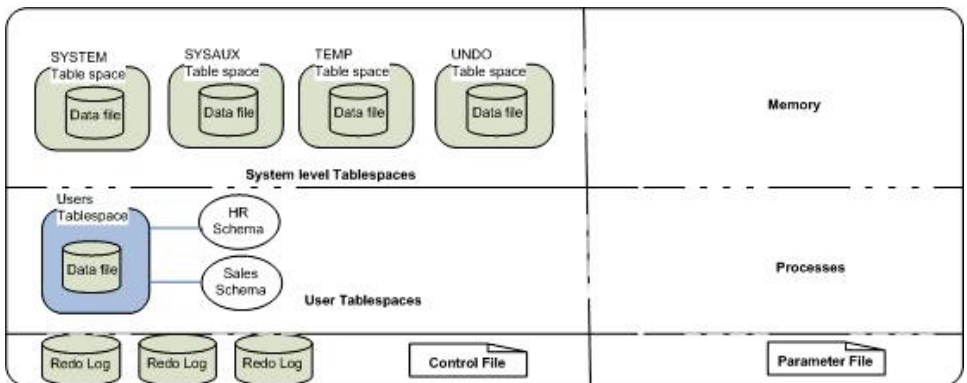 SYSTEM
Table space
Data file
SYSAUX
Table space
Data file
TEMP
Table space
Data file
UNDO
Table space
Data file
System level Tablespaces
Memory
Users
Tablespace
Data file
HR
Schema
Sales
Schema
User Tablespaces
Processes
Redo Log
Redo Log
Redo Log
Control File
Parameter File